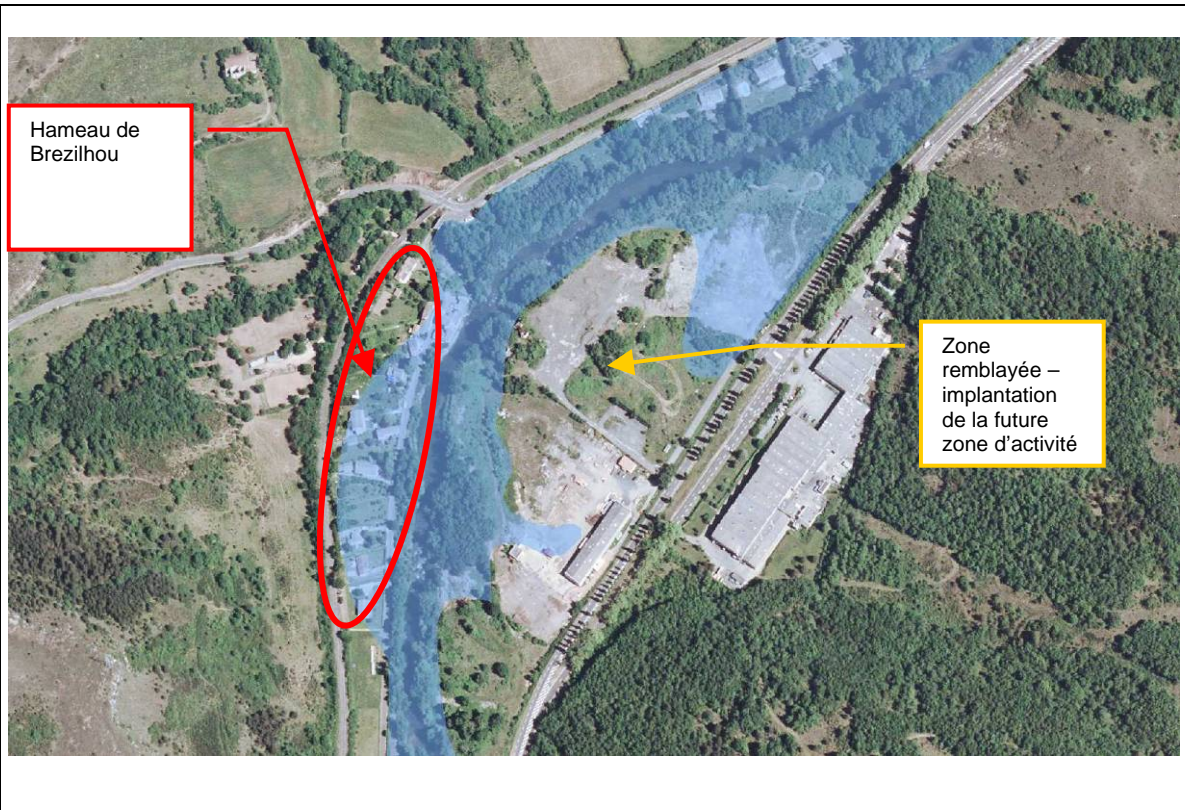 Hameau de
Brezilhou
Zone
remblayée –
implantation
de la future
zone d'activité